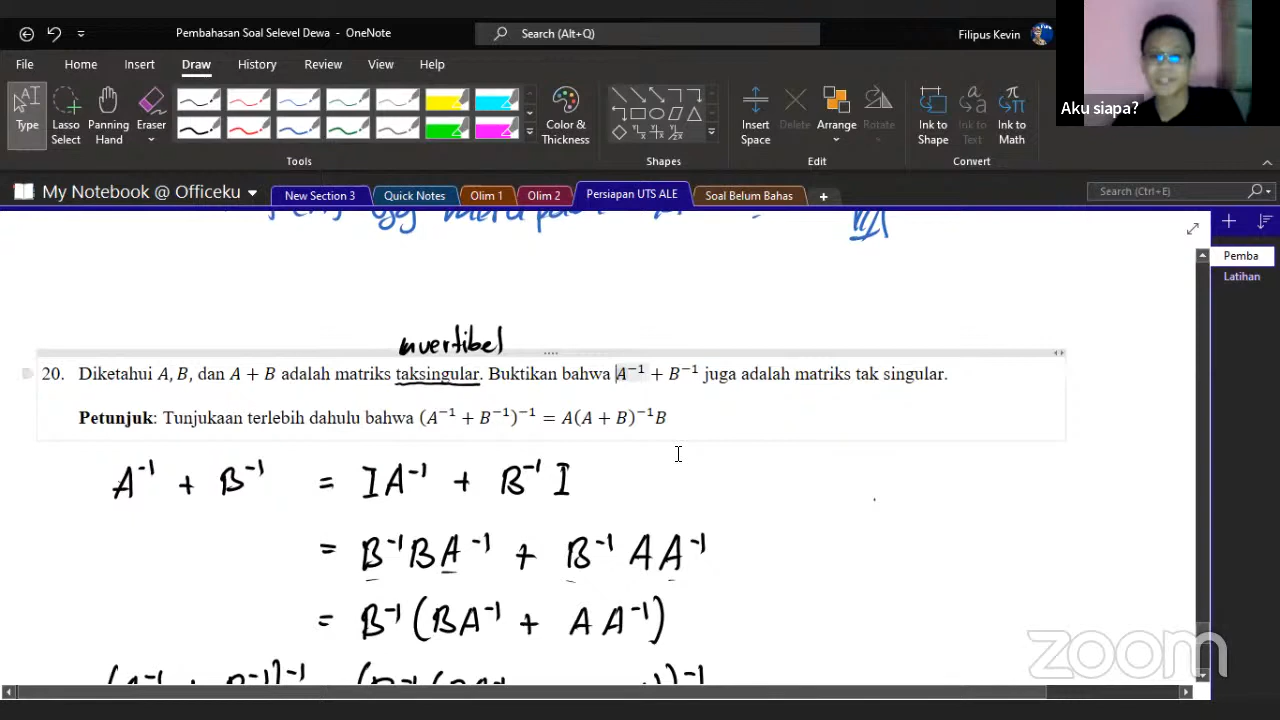 Pembahasan Soal Selevel Dewa - OneNote
Search (Alt+Q)
Filipus Kevin
Aku siapa?
File Home Insert Draw History Review View Help
Type
Lasso Select
Panning Hand
Eraser
Color & Thickness
Insert Space
Delete
Arrange
Rotate
Ink to Shape
Ink to Text
Ink to Math
Tools Shapes Edit Convert
My Notebook @ Officeku
New Section 3 Quick Notes Olim 1 Olim 2 Persiapan UTS ALE Soal Belum Bahas
Search (Ctrl+E)
Pemba
Latihan
invertibel
20. Diketahui A, B, dan A + B adalah matriks taksingular. Buktikan bahwa A⁻¹ + B⁻¹ juga adalah matriks tak singular.
Petunjuk: Tunjukaan terlebih dahulu bahwa (A⁻¹ + B⁻¹)⁻¹ = A(A + B)⁻¹B
A⁻¹ + B⁻¹ = IA⁻¹ + B⁻¹ I
= B⁻¹BA⁻¹ + B⁻¹ A A⁻¹
= B⁻¹(BA⁻¹ + A A⁻¹)
zoom